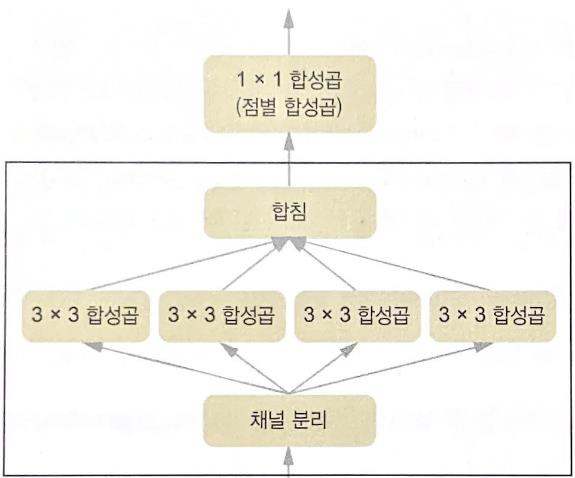 1 × 1 합성곱
(점별 합성곱)
합침
3 × 3 합성곱
3 × 3 합성곱
3 × 3 합성곱
3 × 3 합성곱
채널 분리